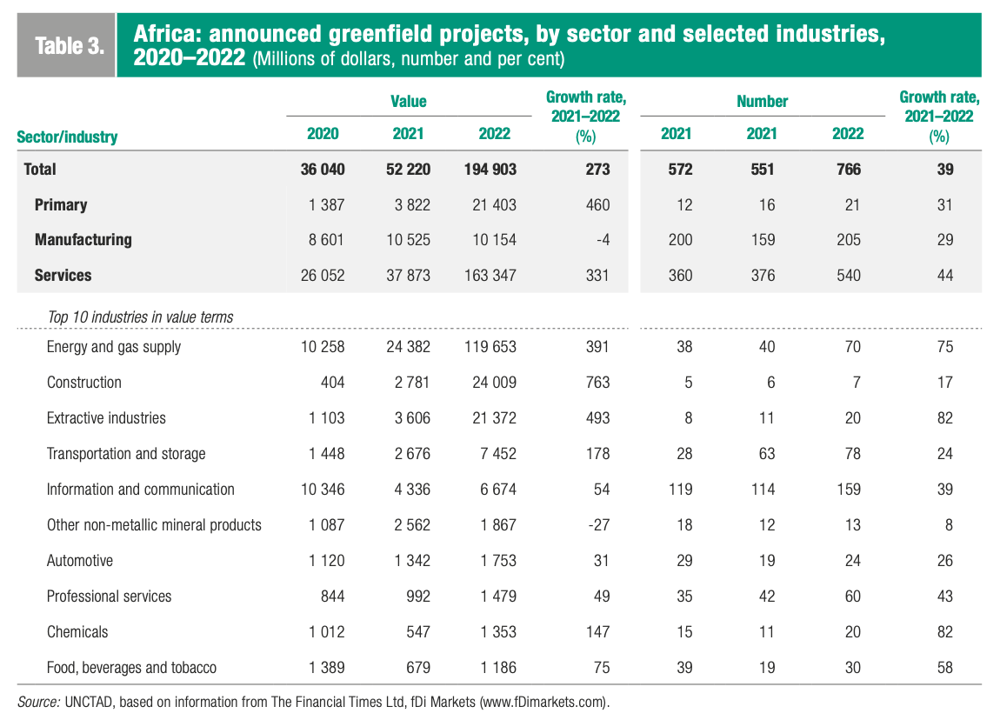 Table 3.
Africa: announced greenfield projects, by sector and selected industries,
2020–2022 (Millions of dollars, number and per cent)
Sector/industry
Value
Growth rate,
2021–2022
(%)
Number
Growth rate,
2021–2022
(%)
2020 2021 2022 2021 2021 2022
Total 36 040 52 220 194 903 273 572 551 766 39
Primary 1 387 3 822 21 403 460 12 16 21 31
Manufacturing 8 601 10 525 10 154 -4 200 159 205 29
Services 26 052 37 873 163 347 331 360 376 540 44
Top 10 industries in value terms
Energy and gas supply 10 258 24 382 119 653 391 38 40 70 75
Construction 404 2 781 24 009 763 5 6 7 17
Extractive industries 1 103 3 606 21 372 493 8 11 20 82
Transportation and storage 1 448 2 676 7 452 178 28 63 78 24
Information and communication 10 346 4 336 6 674 54 119 114 159 39
Other non-metallic mineral products 1 087 2 562 1 867 -27 18 12 13 8
Automotive 1 120 1 342 1 753 31 29 19 24 26
Professional services 844 992 1 479 49 35 42 60 43
Chemicals 1 012 547 1 353 147 15 11 20 82
Food, beverages and tobacco 1 389 679 1 186 75 39 19 30 58
Source: UNCTAD, based on information from The Financial Times Ltd, fDi Markets (www.fDimarkets.com).